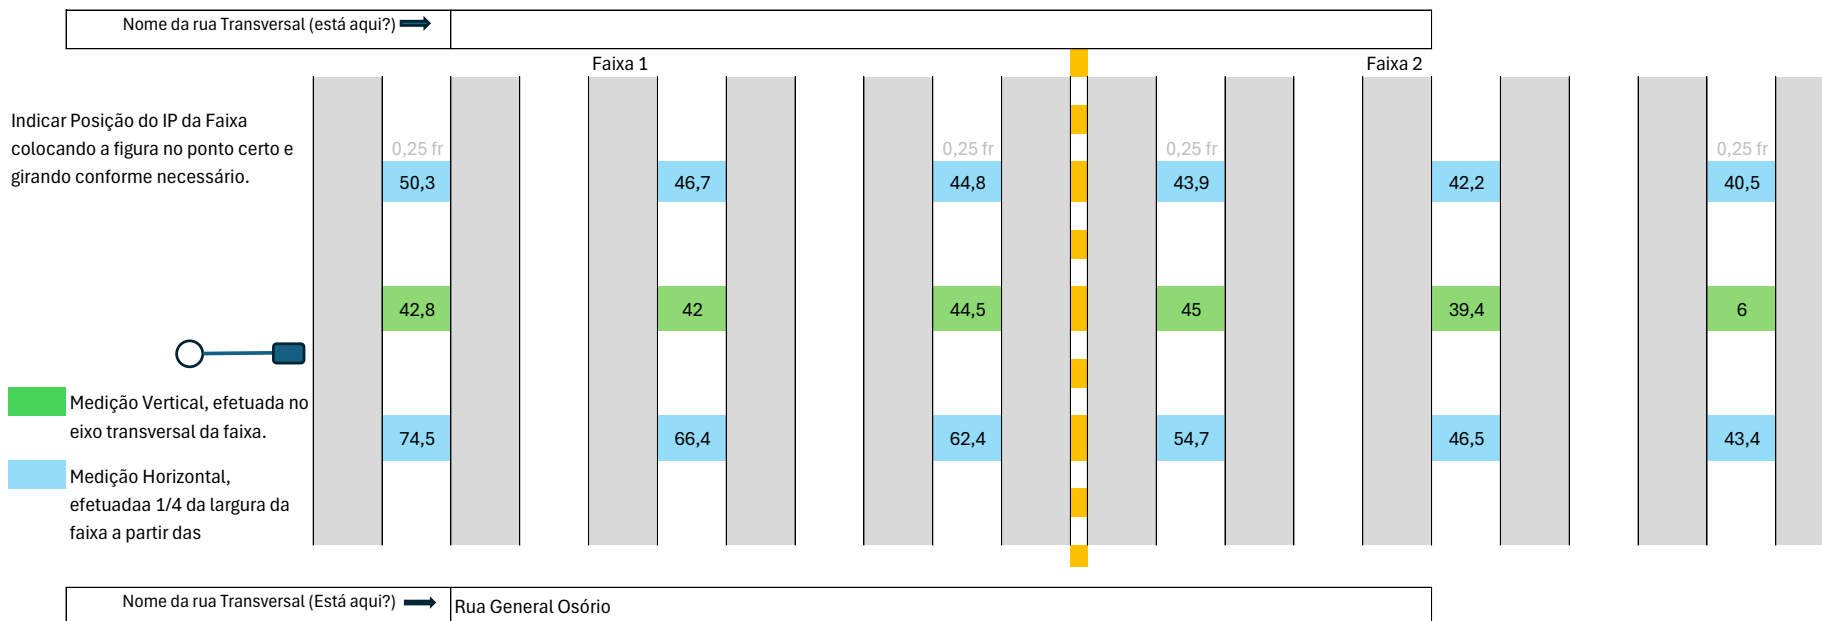 Nome da rua Transversal (está aqui?)
Faixa 1
Faixa 2
Indicar Posição do IP da Faixa
colocando a figura no ponto certo e
girando conforme necessário.
0,25 fr
0,25 fr
0,25 fr
0,25 fr
50,3
46,7
44,8
43,9
42,2
40,5
42,8
42
44,5
45
39,4
6
Medição Vertical, efetuada no
eixo transversal da faixa.
74,5
66,4
62,4
54,7
46,5
43,4
Medição Horizontal,
efetuadaa 1/4 da largura da
faixa a partir das
Nome da rua Transversal (Está aqui?)
Rua General Osório